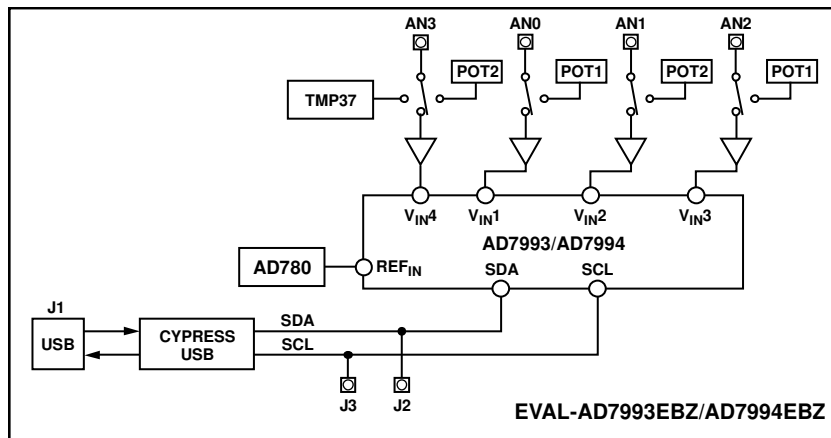 AN3 AN0 AN1 AN2
POT2 POT1 POT2 POT1
TMP37
VIN4 VIN1 VIN2 VIN3
AD7993/AD7994
AD780 REFIN SDA SCL
J1
USB
CYPRESS
USB
SDA
SCL
J3 J2
EVAL-AD7993EBZ/AD7994EBZ